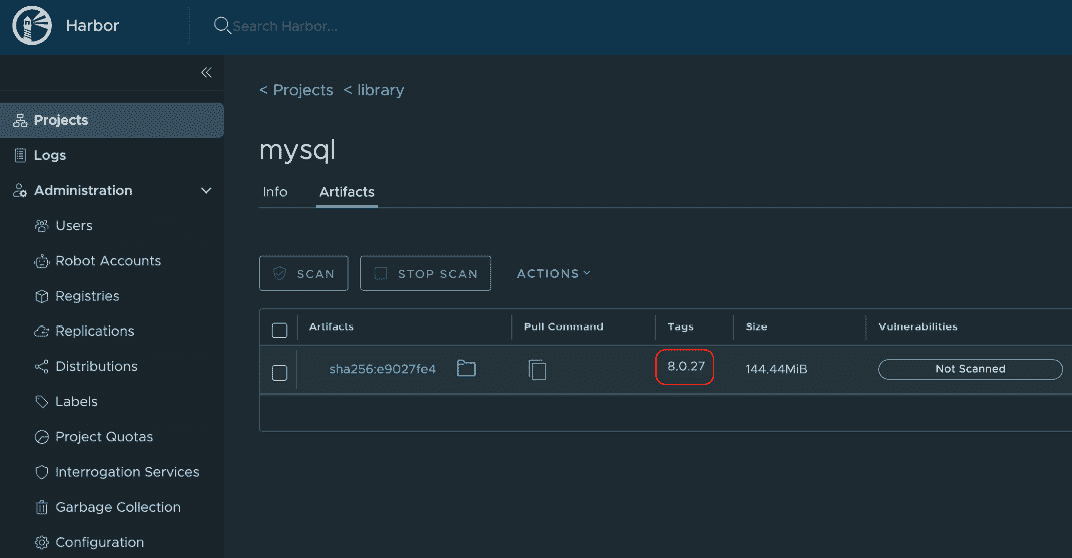 Harbor
Search Harbor...
Projects
Logs
Administration
Users
Robot Accounts
Registries
Replications
Distributions
Labels
Project Quotas
Interrogation Services
Garbage Collection
Configuration
< Projects < library
mysql
Info Artifacts
SCAN STOP SCAN ACTIONS
Artifacts Pull Command Tags Size Vulnerabilities
sha256:e9027fe4 8.0.27 144.44MiB Not Scanned